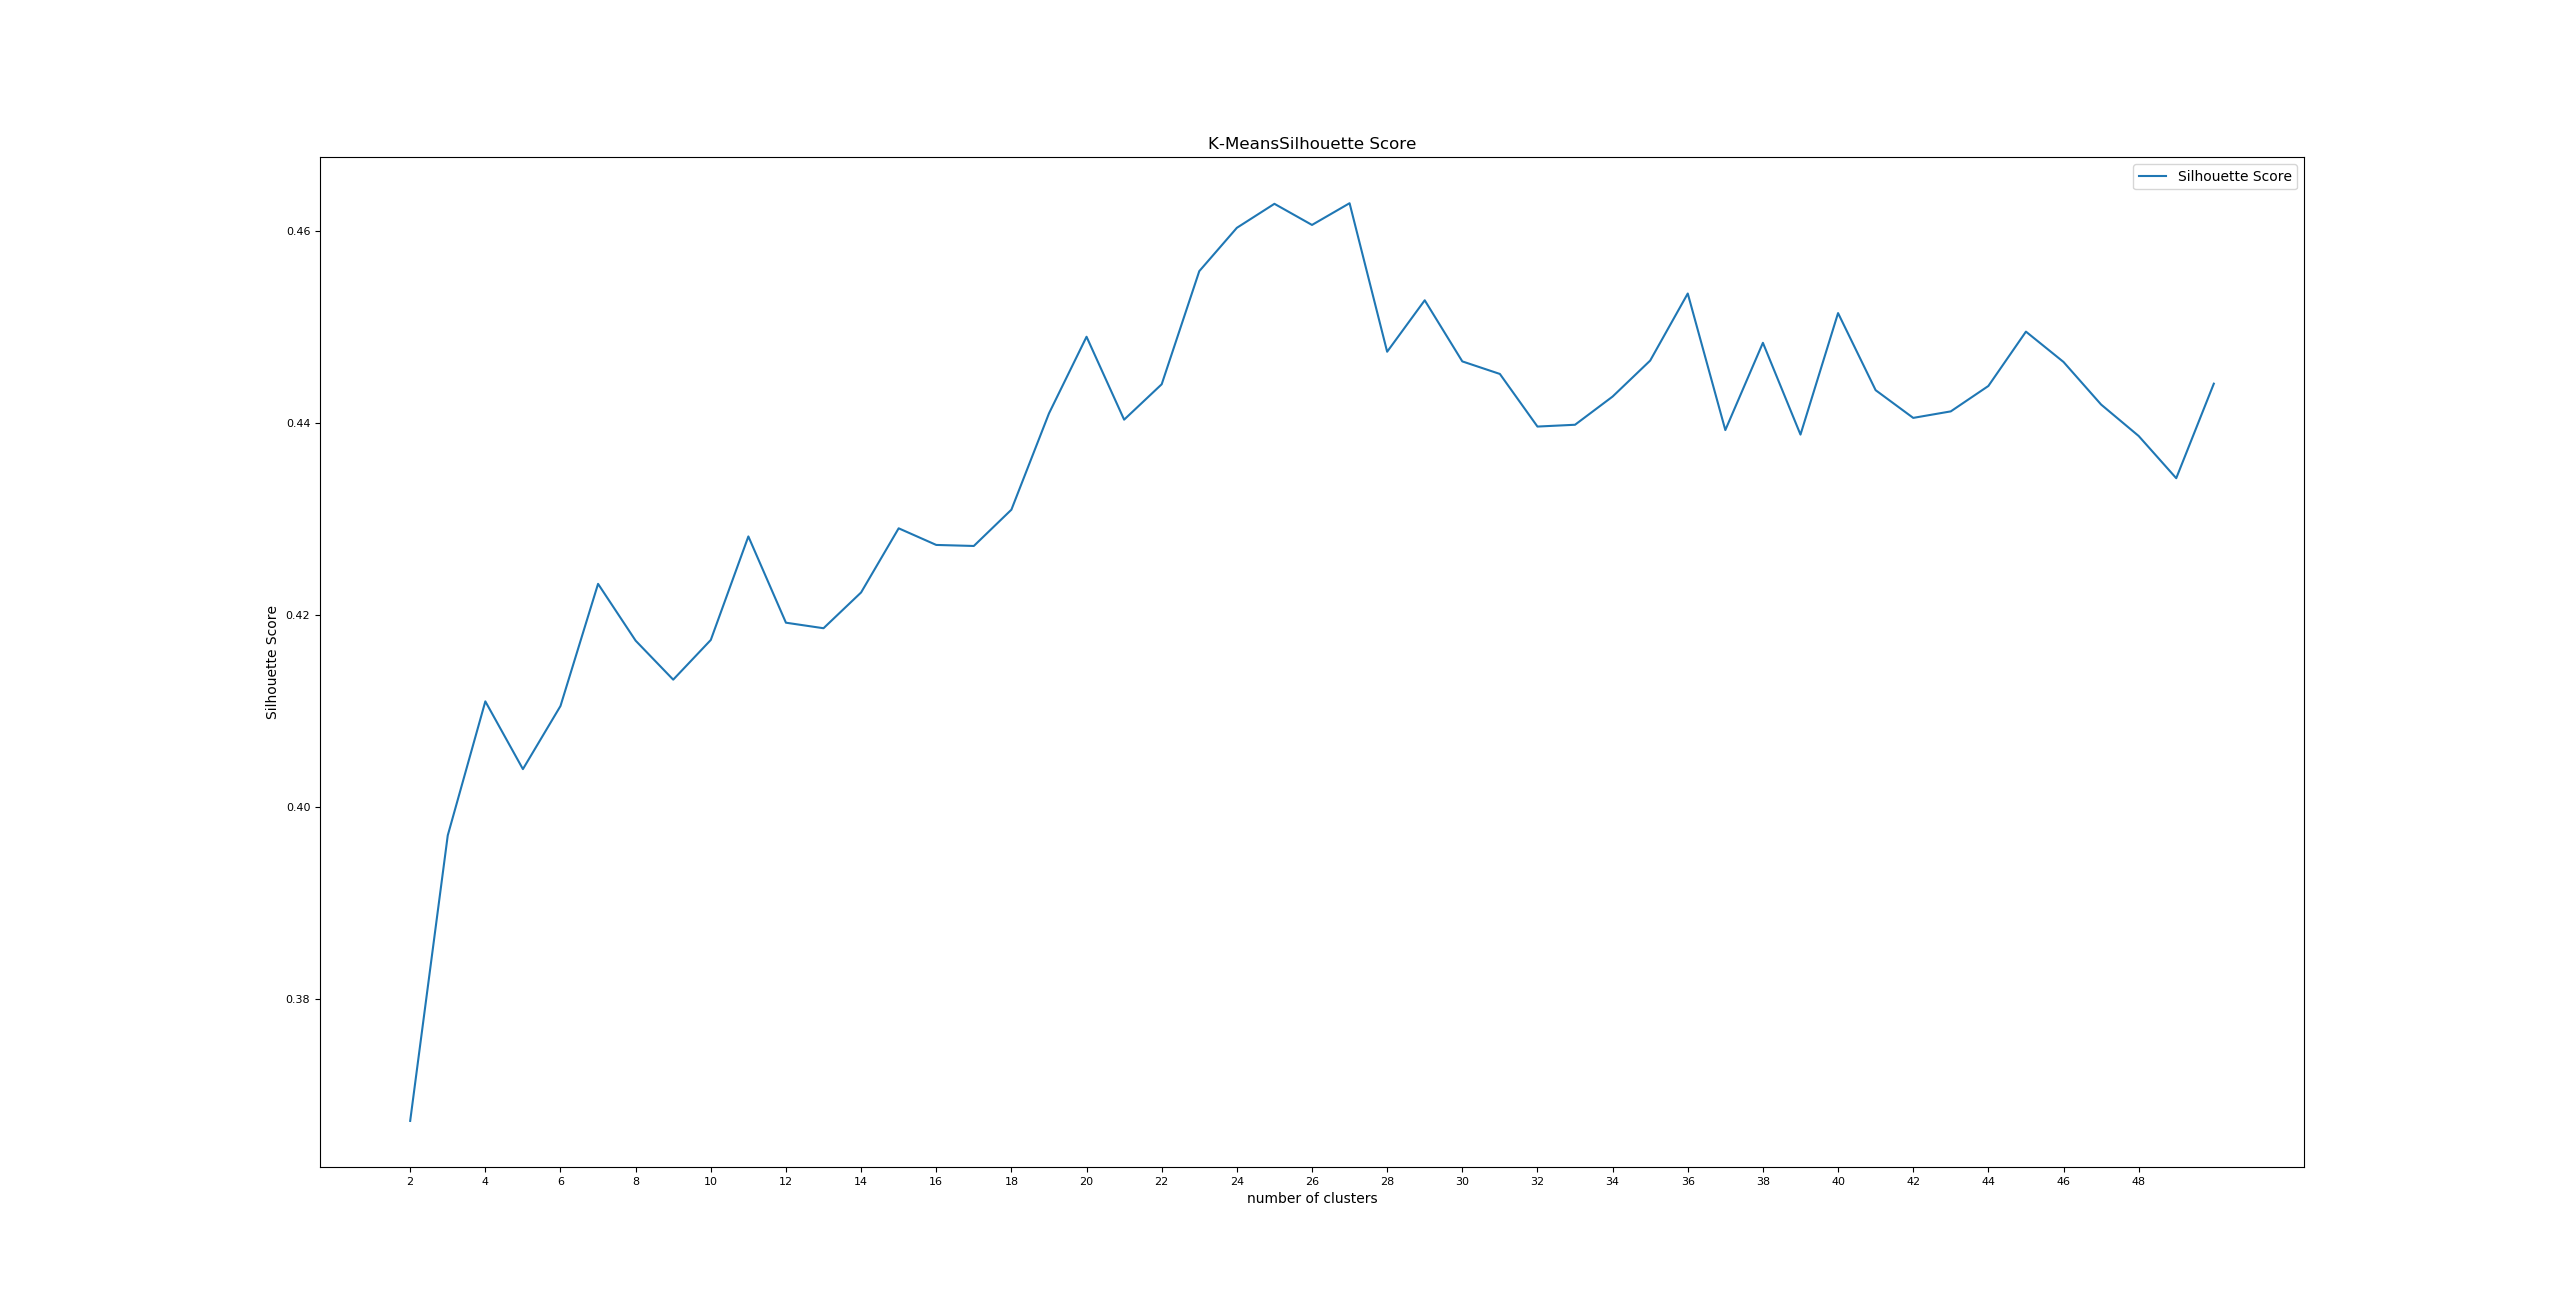 K-MeansSilhouette Score
Silhouette Score
0.46
0.44
0.42
0.40
0.38
Silhouette Score
2 4 6 8 10 12 14 16 18 20 22 24 26 28 30 32 34 36 38 40 42 44 46 48
number of clusters